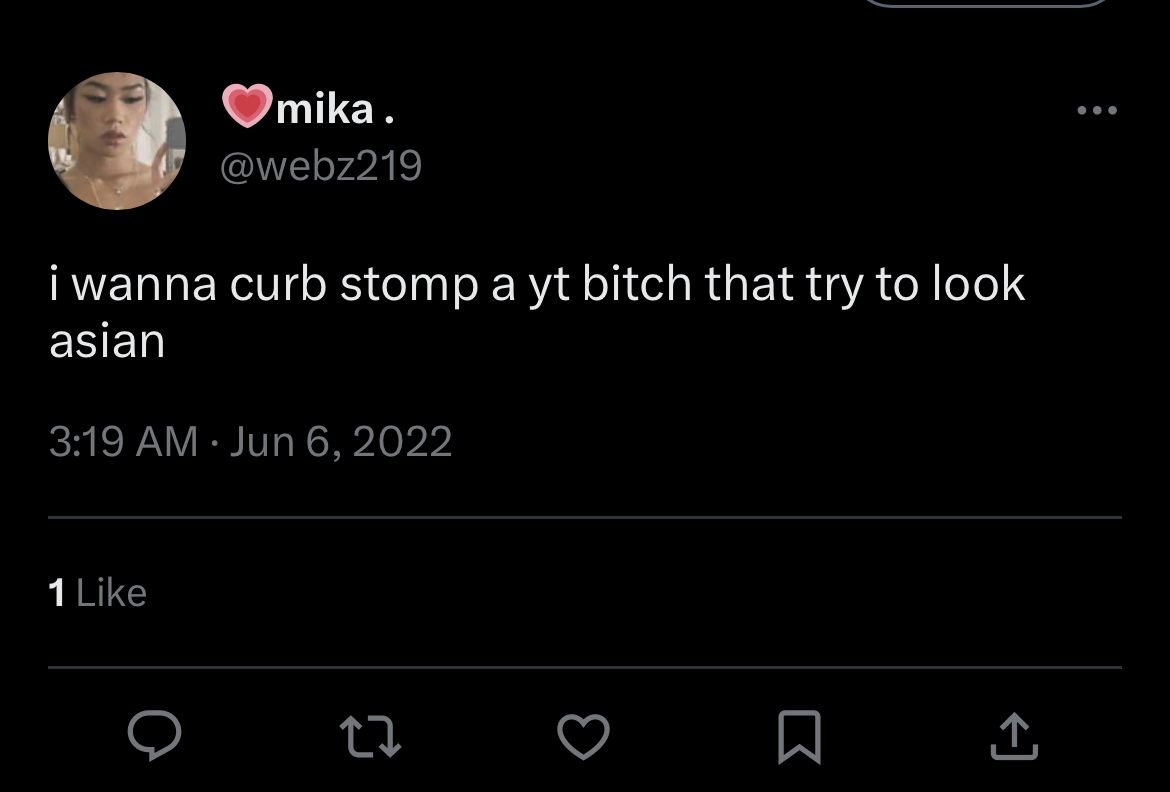 💗mika .
@webz219
i wanna curb stomp a yt bitch that try to look
asian
3:19 AM · Jun 6, 2022
1 Like